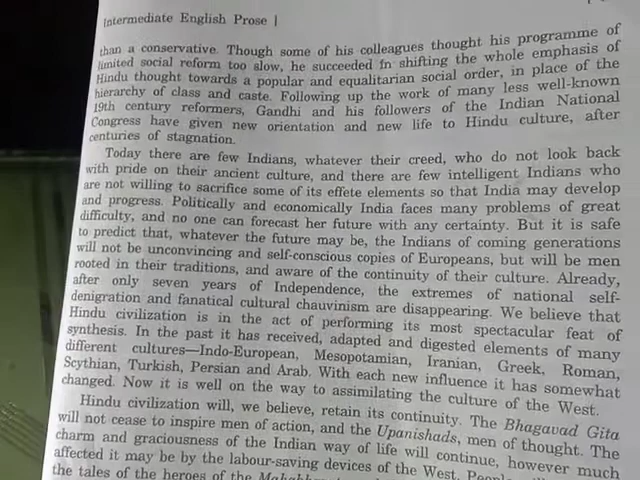 Intermediate English Prose |
than a conservative. Though some of his colleagues thought his programme of
limited social reform too slow, he succeeded in shifting the whole emphasis of
Hindu thought towards a popular and equalitarian social order, in place of the
hierarchy of class and caste. Following up the work of many less well-known
19th century reformers, Gandhi and his followers of the Indian National
Congress have given new orientation and new life to Hindu culture, after
centuries of stagnation.
Today there are few Indians, whatever their creed, who do not look back
with pride on their ancient culture, and there are few intelligent Indians who
are not willing to sacrifice some of its effete elements so that India may develop
and progress. Politically and economically India faces many problems of great
difficulty, and no one can forecast her future with any certainty. But it is safe
to predict that, whatever the future may be, the Indians of coming generations
will not be unconvincing and self-conscious copies of Europeans, but will be men
rooted in their traditions, and aware of the continuity of their culture. Already,
after only seven years of Independence, the extremes of national self-
denigration and fanatical cultural chauvinism are disappearing. We believe that
Hindu civilization is in the act of performing its most spectacular feat of
synthesis. In the past it has received, adapted and digested elements of many
different cultures—Indo-European, Mesopotamian, Iranian, Greek, Roman,
Scythian, Turkish, Persian and Arab. With each new influence it has somewhat
changed. Now it is well on the way to assimilating the culture of the West.
Hindu civilization will, we believe, retain its continuity. The Bhagavad Gita
will not cease to inspire men of action, and the Upanishads, men of thought. The
charm and graciousness of the Indian way of life will continue, however much
affected it may be by the labour-saving devices of the West.
the tales of the heroes of the